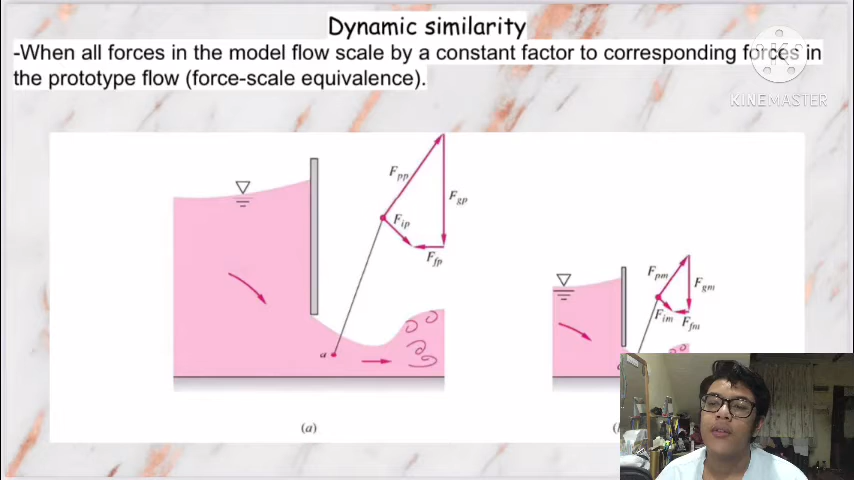 Dynamic similarity
-When all forces in the model flow scale by a constant factor to corresponding forces in
the prototype flow (force-scale equivalence).
KINEMASTER
F_pp
F_gp
F_ip
F_fp
a
(a)
F_pm
F_gm
F_im
F_fm